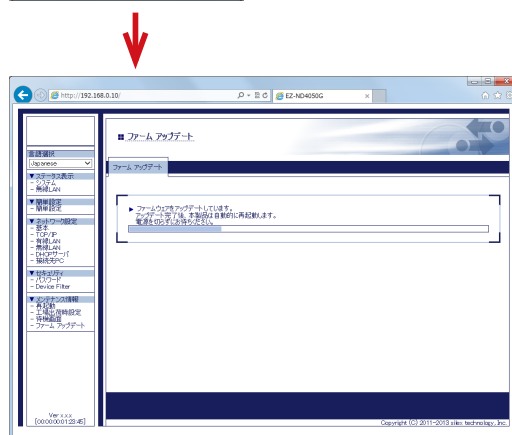 http://192.168.0.10/
EZ-ND4050G
ファーム アップデート
言語選択
Japanese
ファーム アップデート
▼ ステータス表示
- システム
- 無線LAN
▼ 簡単設定
- 簡単設定
▼ ネットワーク設定
- 基本
- TCP/IP
- 有線LAN
- 無線LAN
- DHCPサーバ
- 接続先PC
▼ セキュリティ
- パスワード
- Device Filter
▼ メンテナンス情報
- 再起動
- 工場出荷時設定
- 待機画面
- ファーム アップデート
ファームウェアをアップデートしています。
アップデート完了後、本製品は自動的に再起動します。
電源を切らずにお待ちください。
Ver x.x.x
[00:00:00:01:23:45]
Copyright (C) 2011-2013 silex technology, Inc.